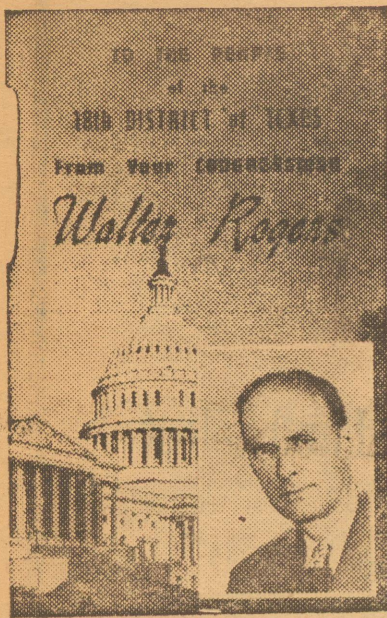 TO THE PEOPLE
of the
18th DISTRICT of TEXAS
From Your CONGRESSMAN
Walter Rogers